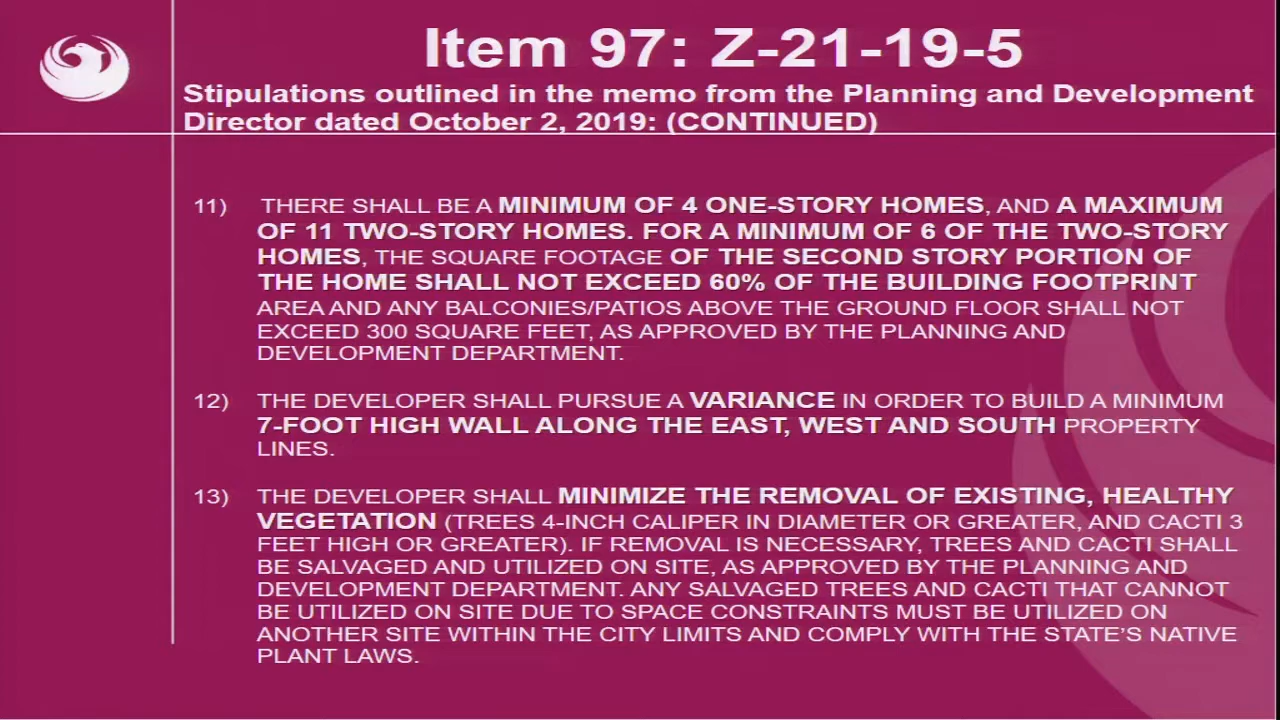 Item 97: Z-21-19-5
Stipulations outlined in the memo from the Planning and Development
Director dated October 2, 2019: (CONTINUED)
11) THERE SHALL BE A MINIMUM OF 4 ONE-STORY HOMES, AND A MAXIMUM
OF 11 TWO-STORY HOMES. FOR A MINIMUM OF 6 OF THE TWO-STORY
HOMES, THE SQUARE FOOTAGE OF THE SECOND STORY PORTION OF
THE HOME SHALL NOT EXCEED 60% OF THE BUILDING FOOTPRINT
AREA AND ANY BALCONIES/PATIOS ABOVE THE GROUND FLOOR SHALL NOT
EXCEED 300 SQUARE FEET, AS APPROVED BY THE PLANNING AND
DEVELOPMENT DEPARTMENT.
12) THE DEVELOPER SHALL PURSUE A VARIANCE IN ORDER TO BUILD A MINIMUM
7-FOOT HIGH WALL ALONG THE EAST, WEST AND SOUTH PROPERTY
LINES.
13) THE DEVELOPER SHALL MINIMIZE THE REMOVAL OF EXISTING, HEALTHY
VEGETATION (TREES 4-INCH CALIPER IN DIAMETER OR GREATER, AND CACTI 3
FEET HIGH OR GREATER). IF REMOVAL IS NECESSARY, TREES AND CACTI SHALL
BE SALVAGED AND UTILIZED ON SITE, AS APPROVED BY THE PLANNING AND
DEVELOPMENT DEPARTMENT. ANY SALVAGED TREES AND CACTI THAT CANNOT
BE UTILIZED ON SITE DUE TO SPACE CONSTRAINTS MUST BE UTILIZED ON
ANOTHER SITE WITHIN THE CITY LIMITS AND COMPLY WITH THE STATE'S NATIVE
PLANT LAWS.